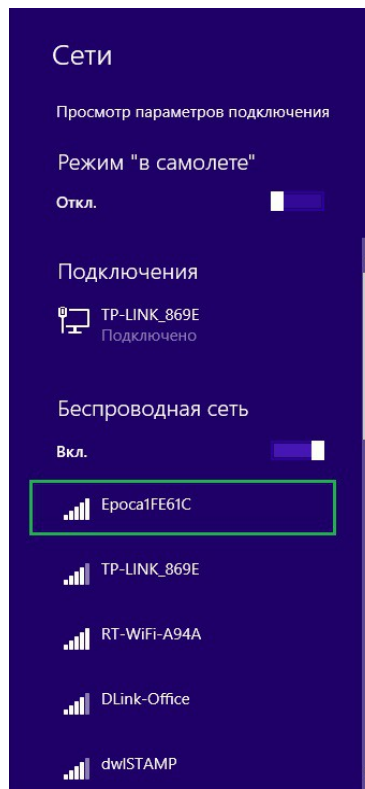 Сети
Просмотр параметров подключения
Режим "в самолете"
Откл.
Подключения
TP-LINK_869E
Подключено
Беспроводная сеть
Вкл.
Epoca1FE61C
TP-LINK_869E
RT-WiFi-A94A
DLink-Office
dwlSTAMP